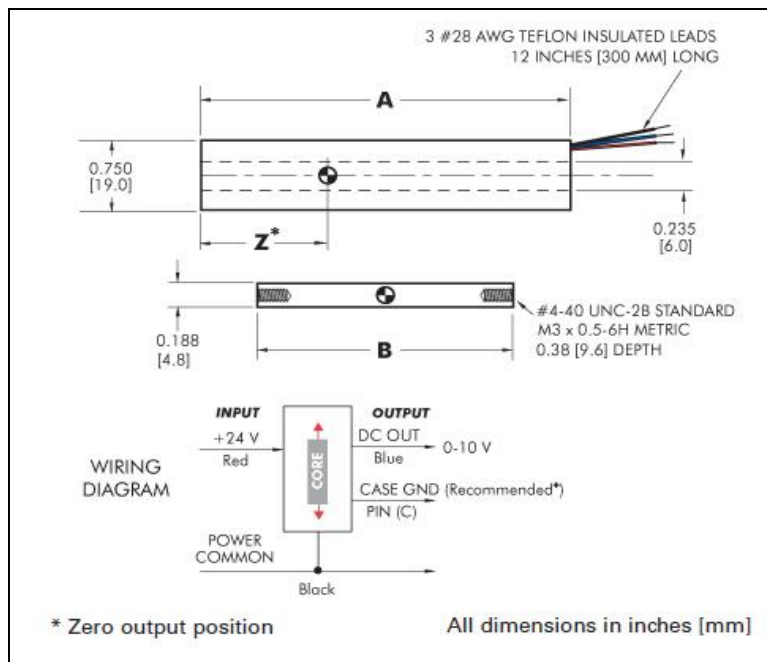 3 #28 AWG TEFLON INSULATED LEADS
12 INCHES [300 MM] LONG
A
0.750
[19.0]
Z*
0.235
[6.0]
0.188
[4.8]
B
#4-40 UNC-2B STANDARD
M3 x 0.5-6H METRIC
0.38 [9.6] DEPTH
WIRING
DIAGRAM
INPUT
+24 V
Red
CORE
OUTPUT
DC OUT
Blue
0-10 V
CASE GND (Recommended*)
PIN (C)
POWER
COMMON
Black
* Zero output position
All dimensions in inches [mm]